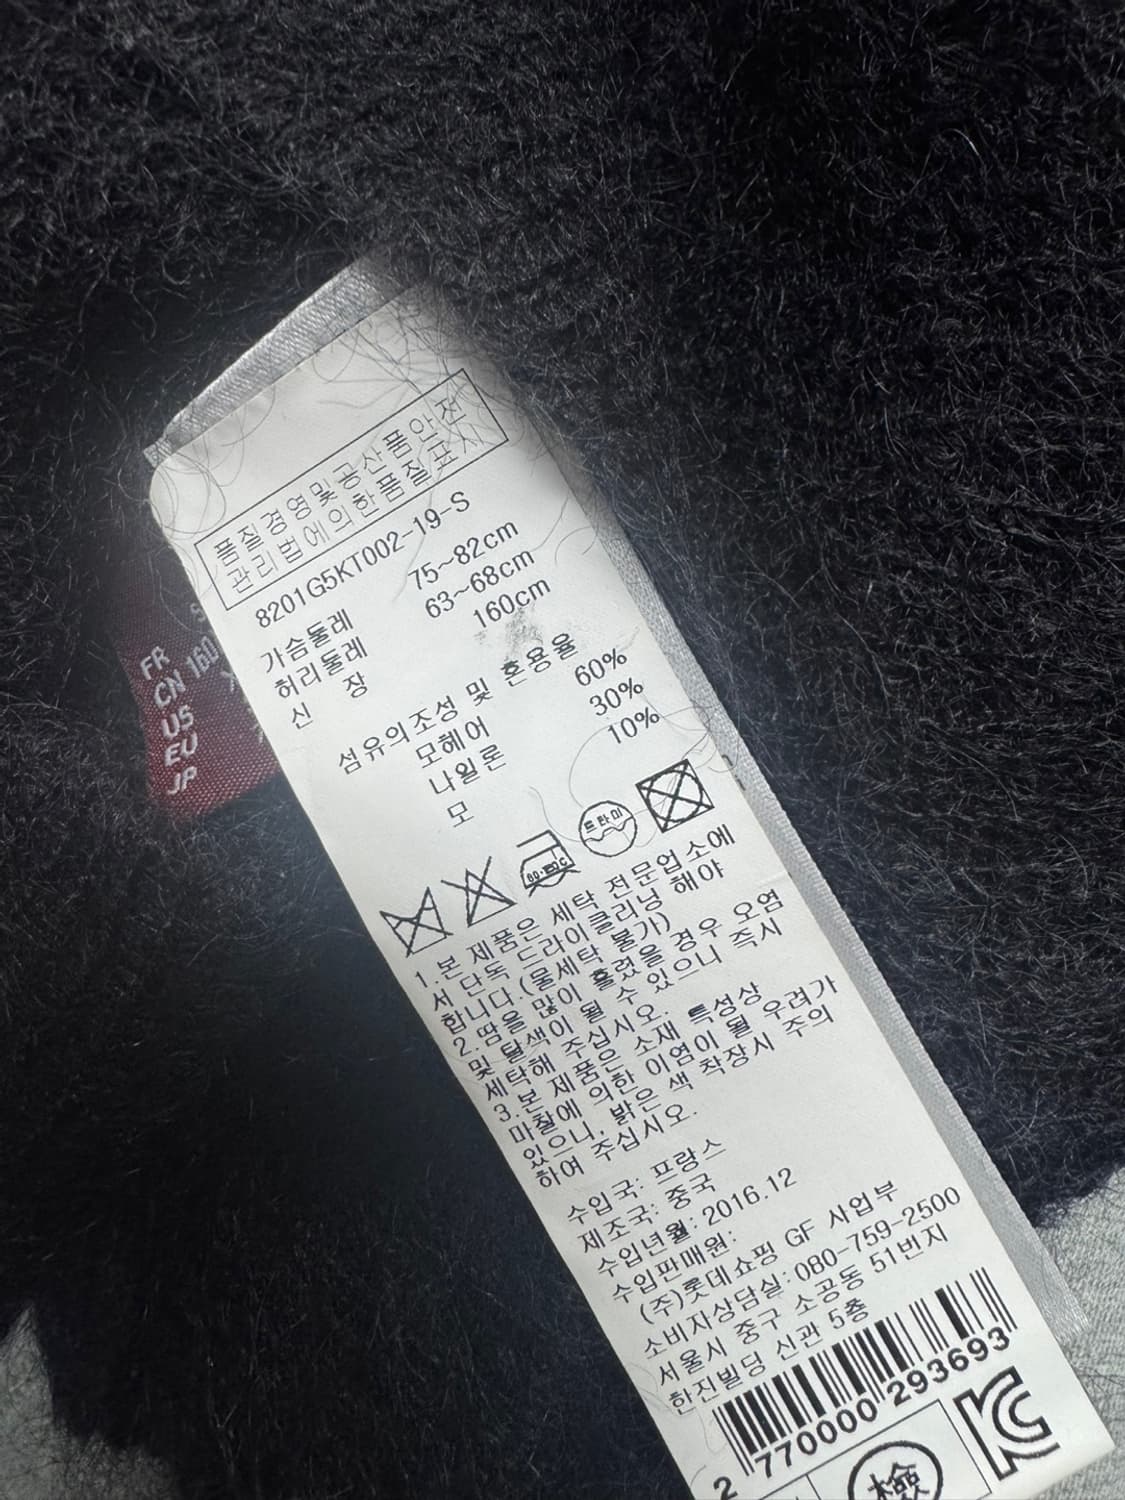 품질경영및공산품안전
관리법에의한품질표시
8201G5KT002-19-S
가슴둘레 75~82cm
허리둘레 63~68cm
신 장 160cm
섬유의조성 및 혼용율
모헤어 60%
나일론 30%
모 10%
드라이
1.본 제품은 세탁 전문업소에
서 단독 드라이클리닝 해야
합니다.(물세탁 불가)
2.땀을 많이 흘렸을 경우 오염
및 탈색이 될 수 있으니 즉시
세탁해 주십시오.
3.본 제품은 소재 특성상
마찰에 의한 이염이 될 우려가
있으니, 밝은 색 착장시 주의
하여 주십시오.
수입국: 프랑스
제조국: 중국
수입년월:2016.12
수입판매원:
(주)롯데쇼핑 GF 사업부
소비자상담실:080-759-2500
서울시 중구 소공동 51번지
한진빌딩 신관 5층
2 770000 293693
檢
KC
FR
CN 160
US
EU
JP